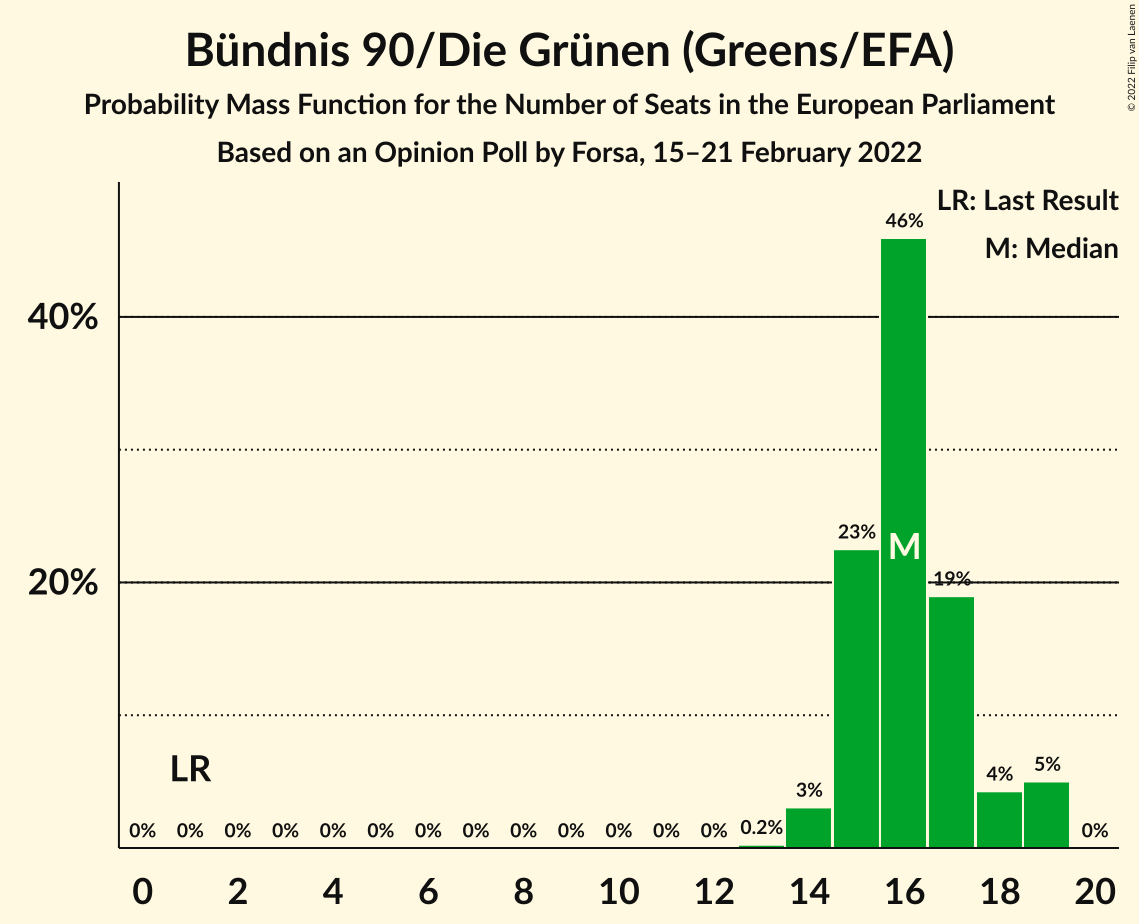 Bündnis 90/Die Grünen (Greens/EFA)
Probability Mass Function for the Number of Seats in the European Parliament
Based on an Opinion Poll by Forsa, 15–21 February 2022
© 2022 Filip van Laenen
LR: Last Result
M: Median
46%
40%
23%
M
20%
19%
LR
3%
4%
5%
0% 0% 0% 0% 0% 0% 0% 0% 0% 0% 0% 0% 0% 0.2% 0%
0 2 4 6 8 10 12 14 16 18 20